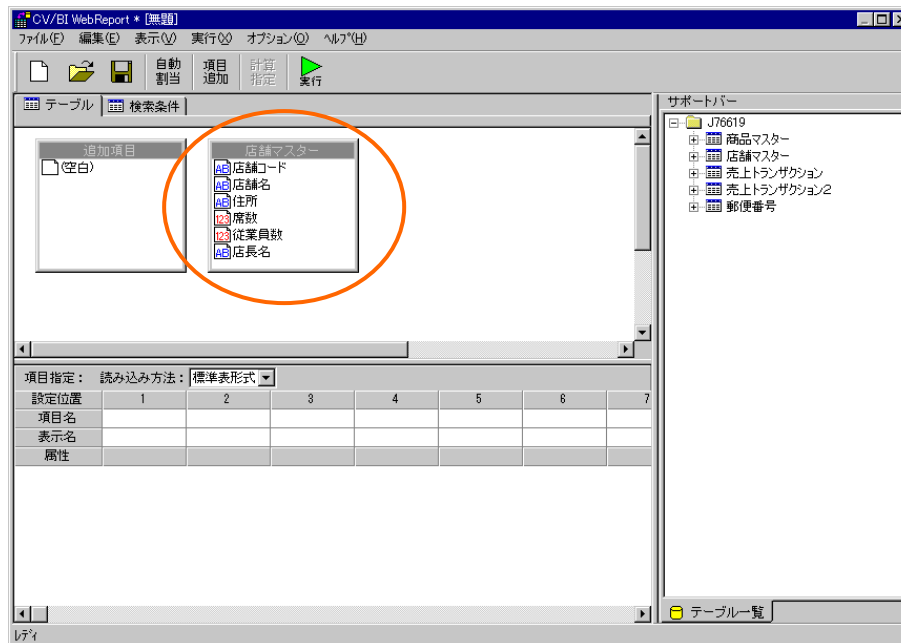 CV/BI WebReport * [無題]
ファイル(F) 編集(E) 表示(V) 実行(X) オプション(O) ヘルプ(H)
自動割当 項目追加 計算指定 実行
テーブル 検索条件
追加項目
(空白)
店舗マスター
AB 店舗コード
AB 店舗名
AB 住所
123 席数
123 従業員数
AB 店長名
項目指定： 読み込み方法： 標準表形式
設定位置 1 2 3 4 5 6 7
項目名
表示名
属性
レディ
サポートバー
J76619
商品マスター
店舗マスター
売上トランザクション
売上トランザクション2
郵便番号
テーブル一覧